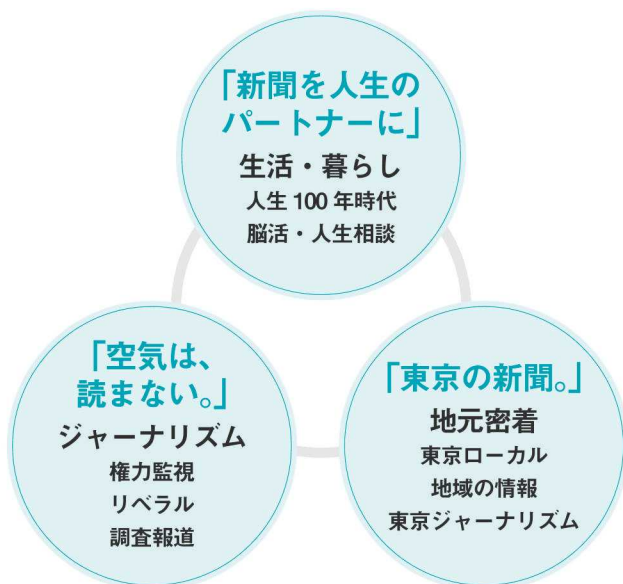 「新聞を人生の
パートナーに」
生活・暮らし
人生100年時代
脳活・人生相談
「空気は、
読まない。」
ジャーナリズム
権力監視
リベラル
調査報道
「東京の新聞。」
地元密着
東京ローカル
地域の情報
東京ジャーナリズム